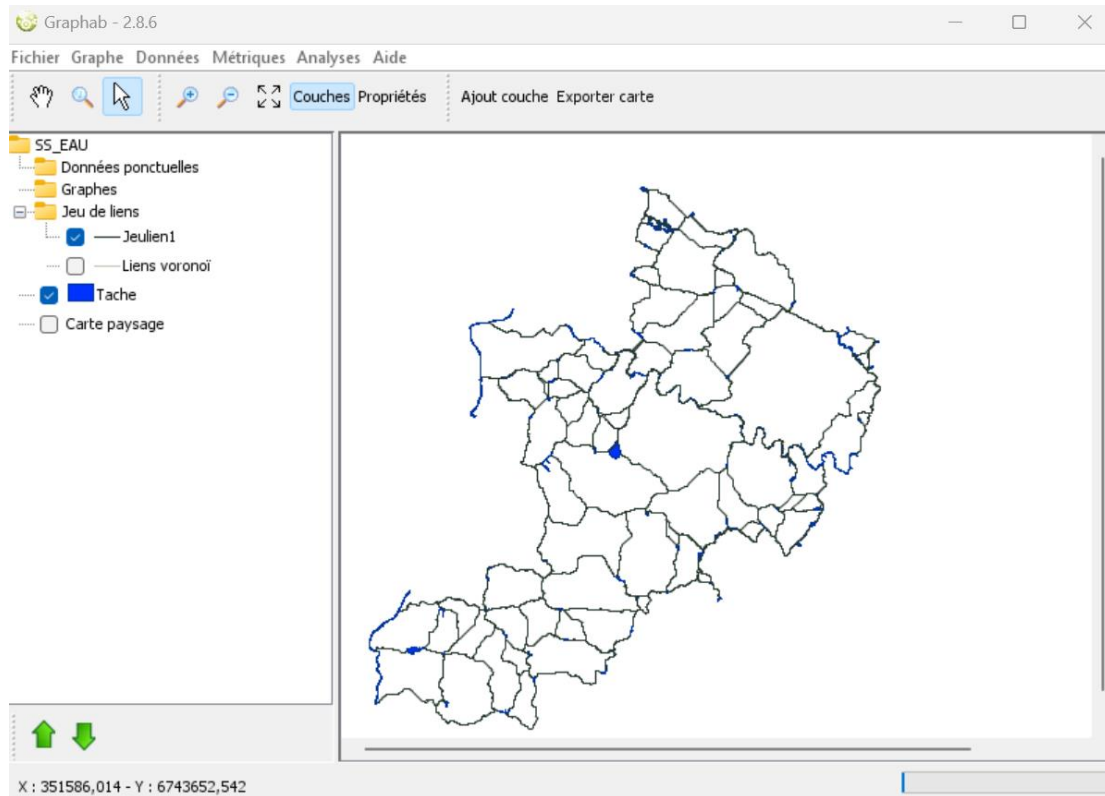 Graphab - 2.8.6
Fichier Graphe Données Métriques Analyses Aide
Couches Propriétés Ajout couche Exporter carte
SS_EAU
Données ponctuelles
Graphes
Jeu de liens
Jeulien1
Liens voronoï
Tache
Carte paysage
X : 351586,014 - Y : 6743652,542